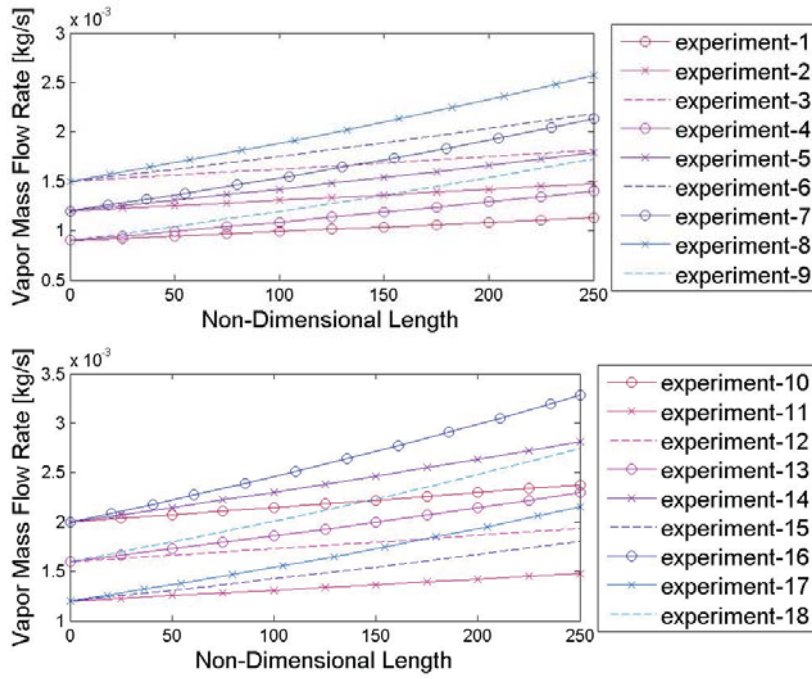 x 10-3
Vapor Mass Flow Rate [kg/s]
3
2.5
2
1.5
1
0.5
0
50
100
150
200
250
Non-Dimensional Length
experiment-1
experiment-2
experiment-3
experiment-4
experiment-5
experiment-6
experiment-7
experiment-8
experiment-9
x 10-3
Vapor Mass Flow Rate [kg/s]
3.5
3
2.5
2
1.5
1
0
50
100
150
200
250
Non-Dimensional Length
experiment-10
experiment-11
experiment-12
experiment-13
experiment-14
experiment-15
experiment-16
experiment-17
experiment-18